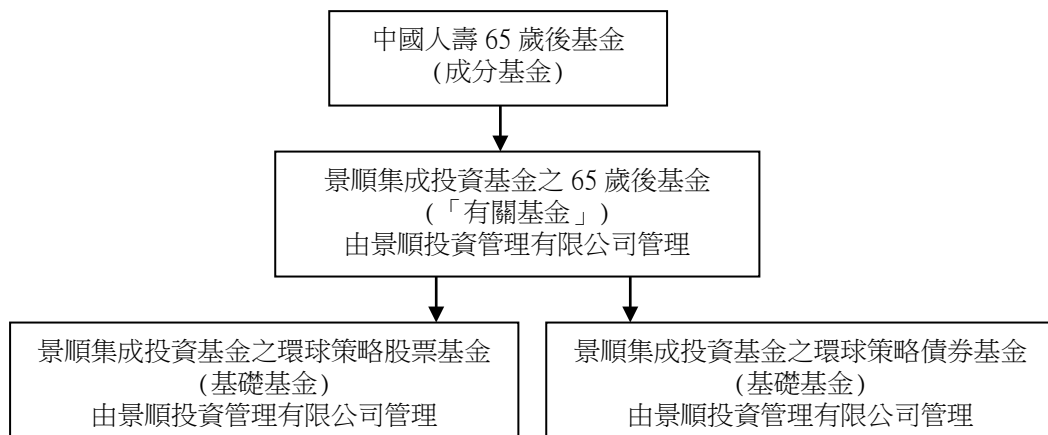 中國人壽 65 歲後基金
(成分基金)
景順集成投資基金之 65 歲後基金
(「有關基金」)
由景順投資管理有限公司管理
景順集成投資基金之環球策略股票基金
(基礎基金)
由景順投資管理有限公司管理
景順集成投資基金之環球策略債券基金
(基礎基金)
由景順投資管理有限公司管理